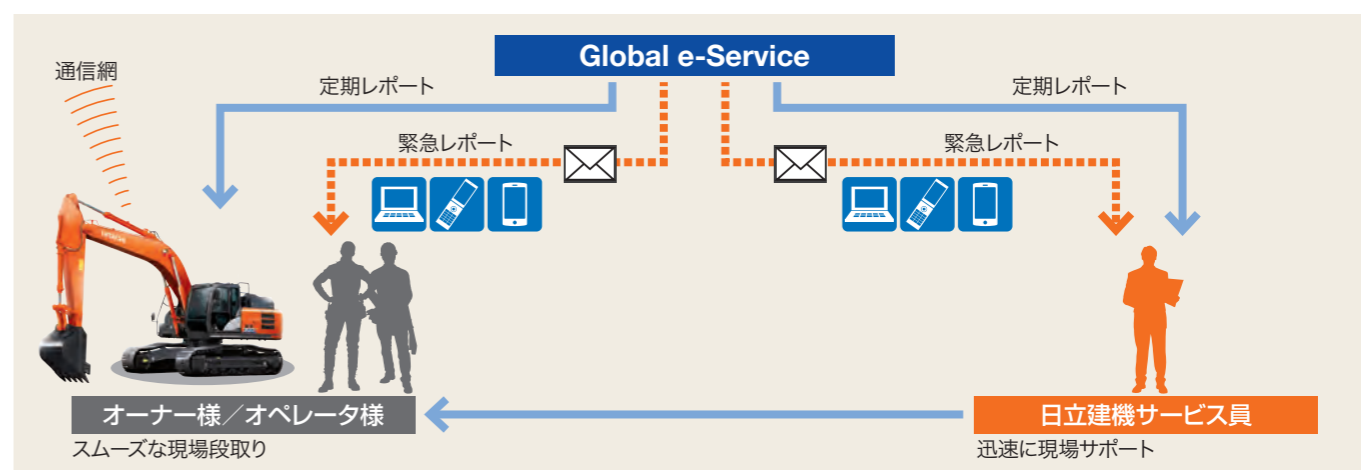 Global e-Service
通信網
定期レポート
定期レポート
緊急レポート
緊急レポート
HITACHI
オーナー様／オペレータ様
日立建機サービス員
スムーズな現場段取り
迅速に現場サポート